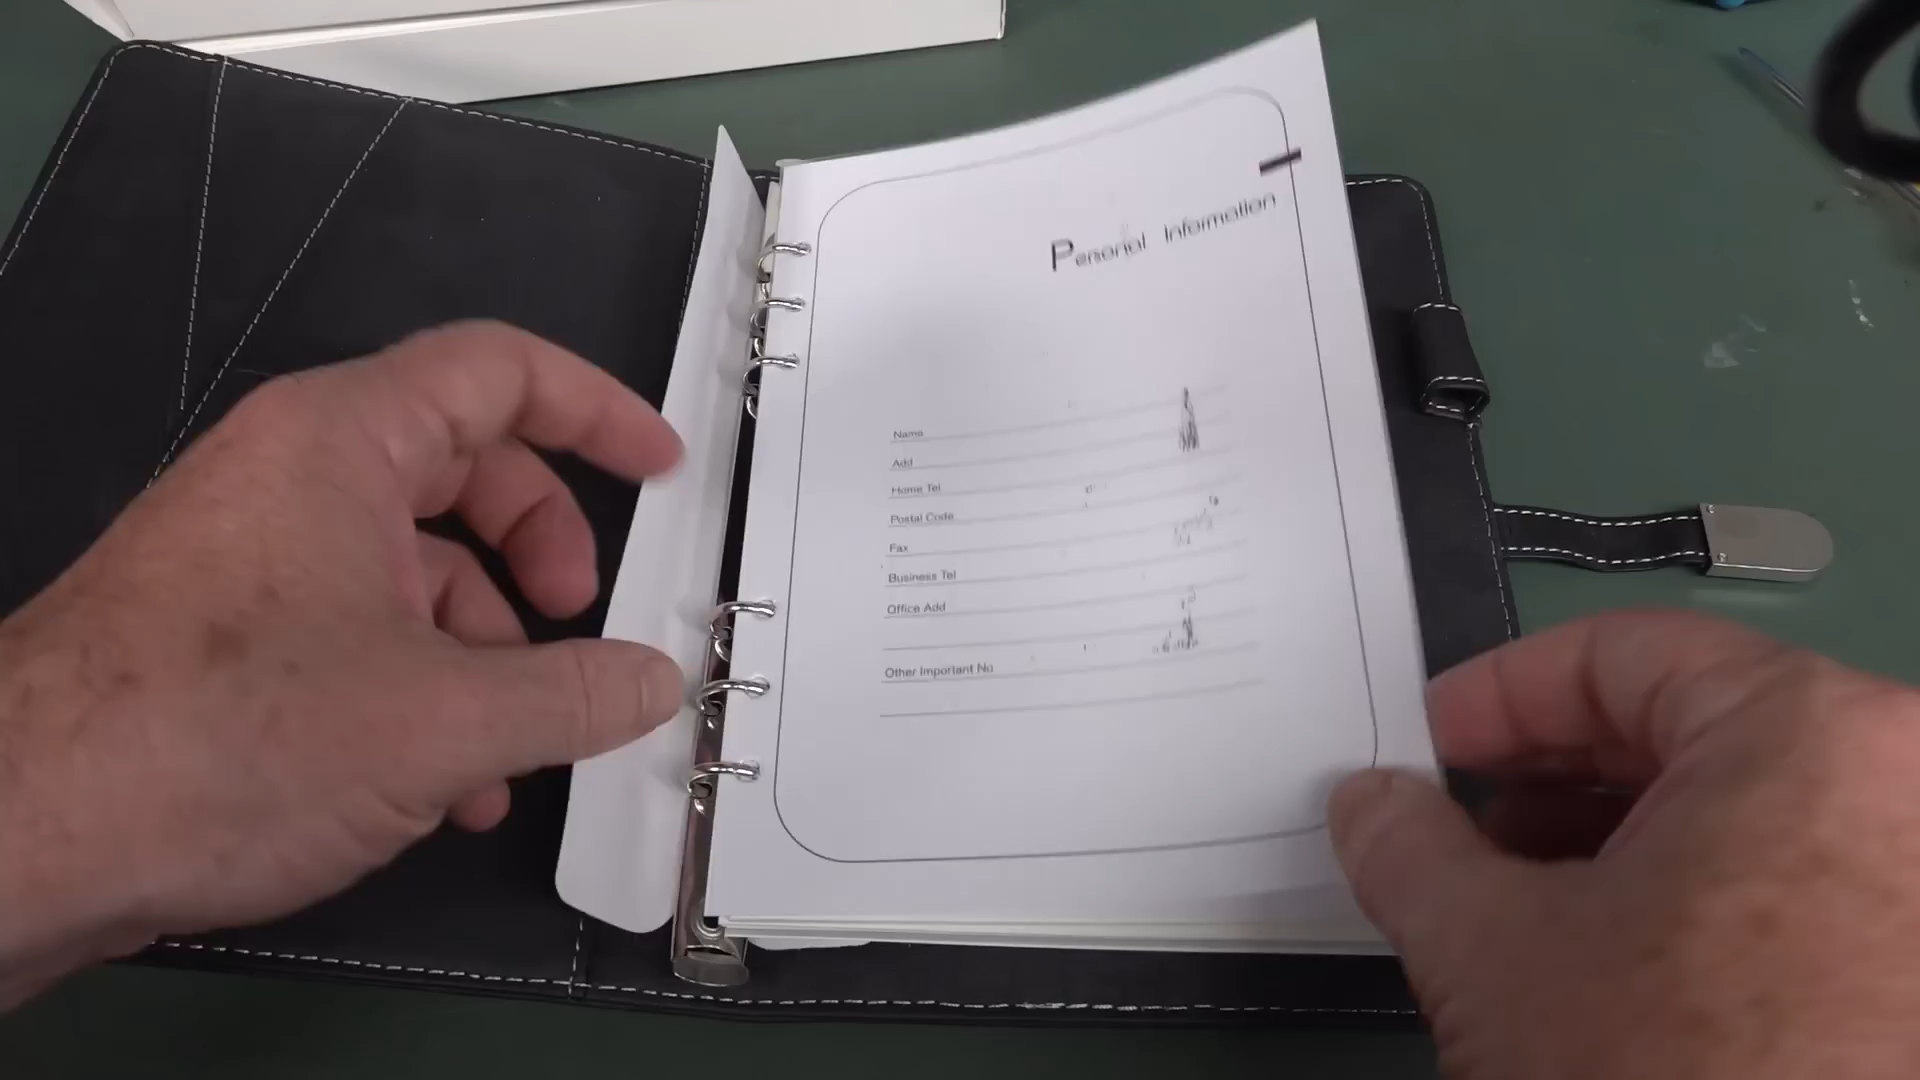 Personal Information
Name
Add
Home Tel
Postal Code
Fax
Business Tel
Office Add
Other Important No